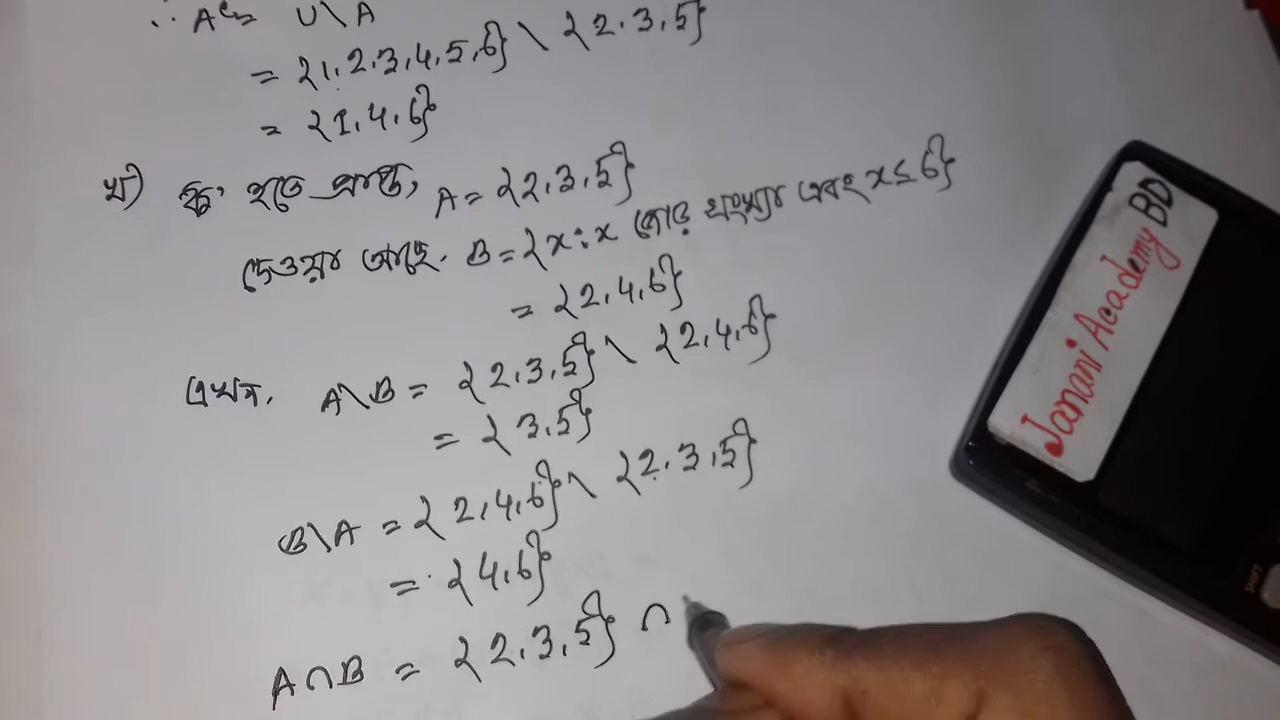 ∴ Aᶜ = U\A
= {1,2,3,4,5,6} \ {2,3,5}
= {1,4,6}
খ) 'ক' হতে প্রাপ্ত, A = {2,3,5}
দেওয়া আছে, B = {x : x জোড় সংখ্যা এবং x ≤ 6}
= {2,4,6}
এখন, A\B = {2,3,5} \ {2,4,6}
= {3,5}
B\A = {2,4,6} \ {2,3,5}
= {4,6}
A∩B = {2,3,5} ∩
Janani Academy BD
SHIFT